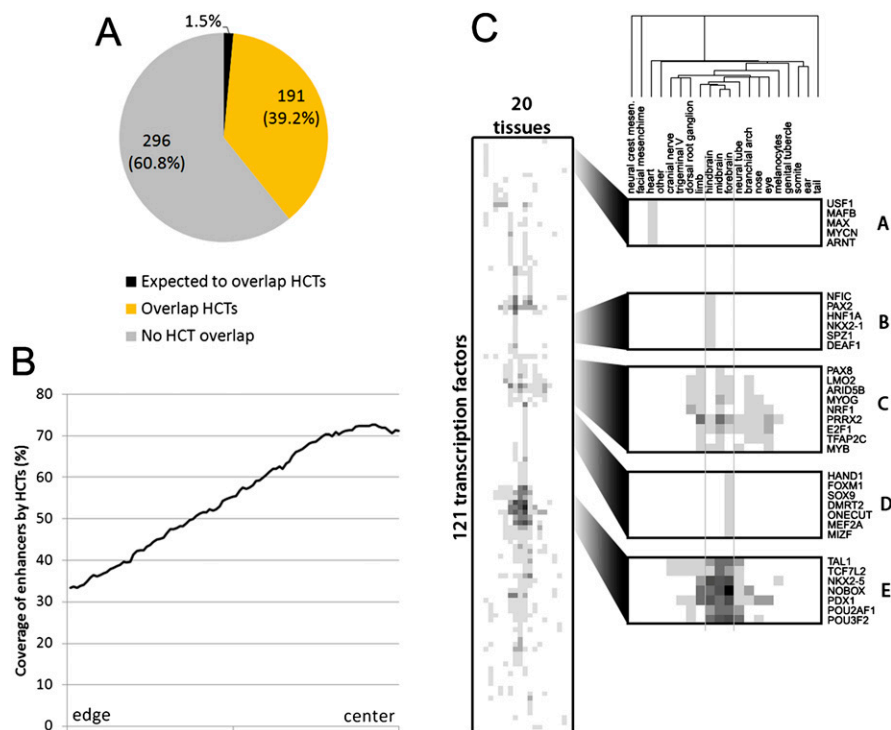 A
1.5%
191
(39.2%)
296
(60.8%)
Expected to overlap HCTs
Overlap HCTs
No HCT overlap
B
Coverage of enhancers by HCTs (%)
80
70
60
50
40
30
20
10
0
edge
center
C
20
tissues
121 transcription factors
neural crest mesen.
facial mesenchime
heart
other
cranial nerve
trigeminal V
dorsal root ganglion
limb
hindbrain
midbrain
forebrain
neural tube
branchial arch
nose
eye
melanocytes
genital tubercle
somite
ear
tail
USF1
MAFB
MAX
MYCN
ARNT
A
NFIC
PAX2
HNF1A
NKX2-1
SPZ1
DEAF1
B
PAX8
LMO2
ARID5B
MYOG
NRF1
PRRX2
E2F1
TFAP2C
MYB
C
HAND1
FOXM1
SOX9
DMRT2
ONECUT
MEF2A
MIZF
D
TAL1
TCF7L2
NKX2-5
NOBOX
PDX1
POU2AF1
POU3F2
E